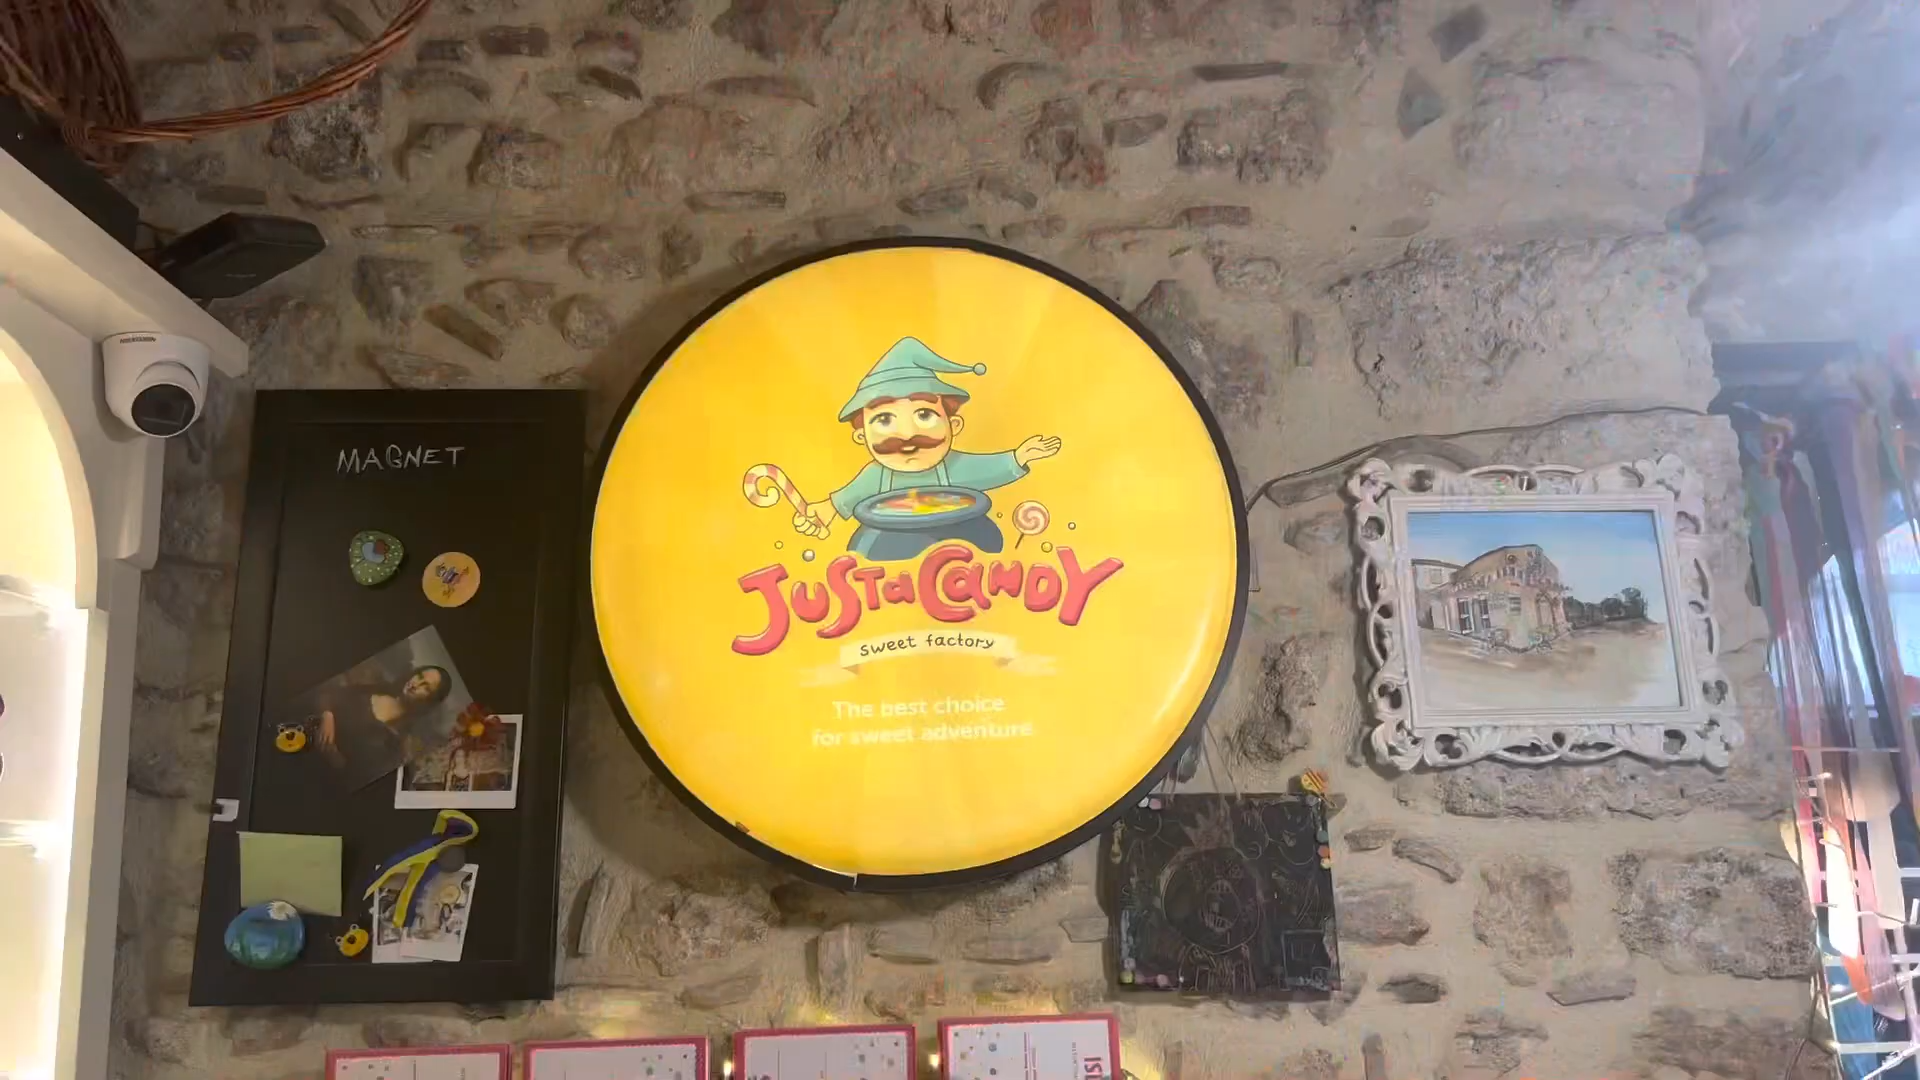 MAGNET
JUSTaCaNDY
sweet factory
The best choice
for sweet adventure